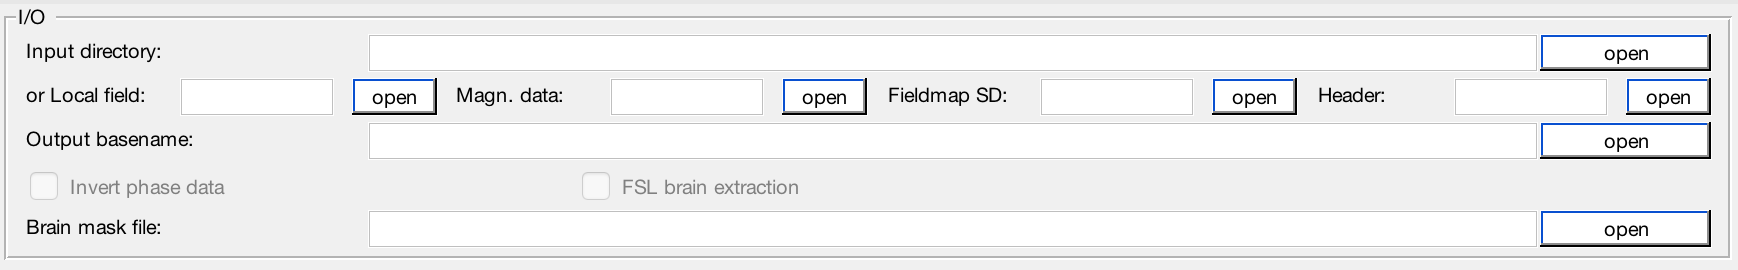 I/O
Input directory: open
or Local field: open Magn. data: open Fieldmap SD: open Header: open
Output basename: open
Invert phase data FSL brain extraction
Brain mask file: open